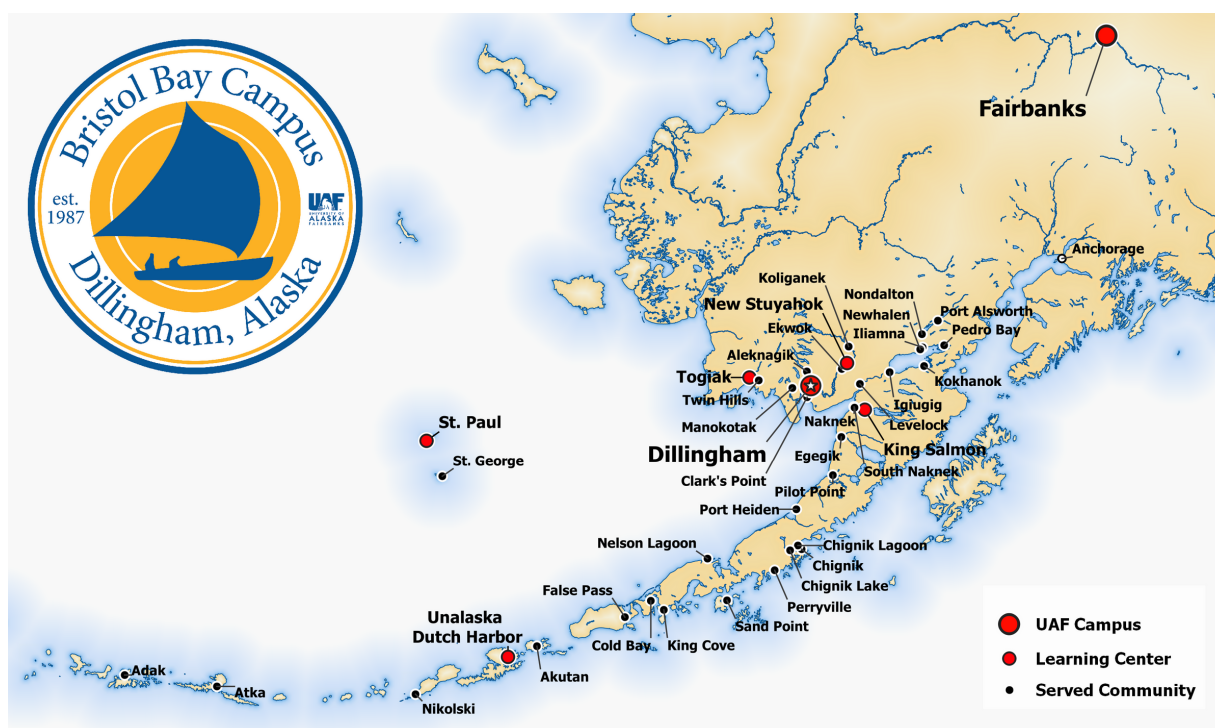 Bristol Bay Campus
est.
1987
UAF
UNIVERSITY OF
ALASKA
FAIRBANKS
Dillingham, Alaska
Fairbanks
Anchorage
Koliganek
New Stuyahok
Ekwok
Aleknagik
Togiak
Twin Hills
Manokotak
Dillingham
Clark's Point
Nondalton
Newhalen
Iliamna
Port Alsworth
Pedro Bay
Kokhanok
Igiugig
Levelock
Naknek
King Salmon
South Naknek
Egegik
Pilot Point
Port Heiden
St. Paul
St. George
Nelson Lagoon
Chignik Lagoon
Chignik
Chignik Lake
Perryville
Sand Point
False Pass
Cold Bay
King Cove
Unalaska
Dutch Harbor
Akutan
Nikolski
Adak
Atka
UAF Campus
Learning Center
Served Community